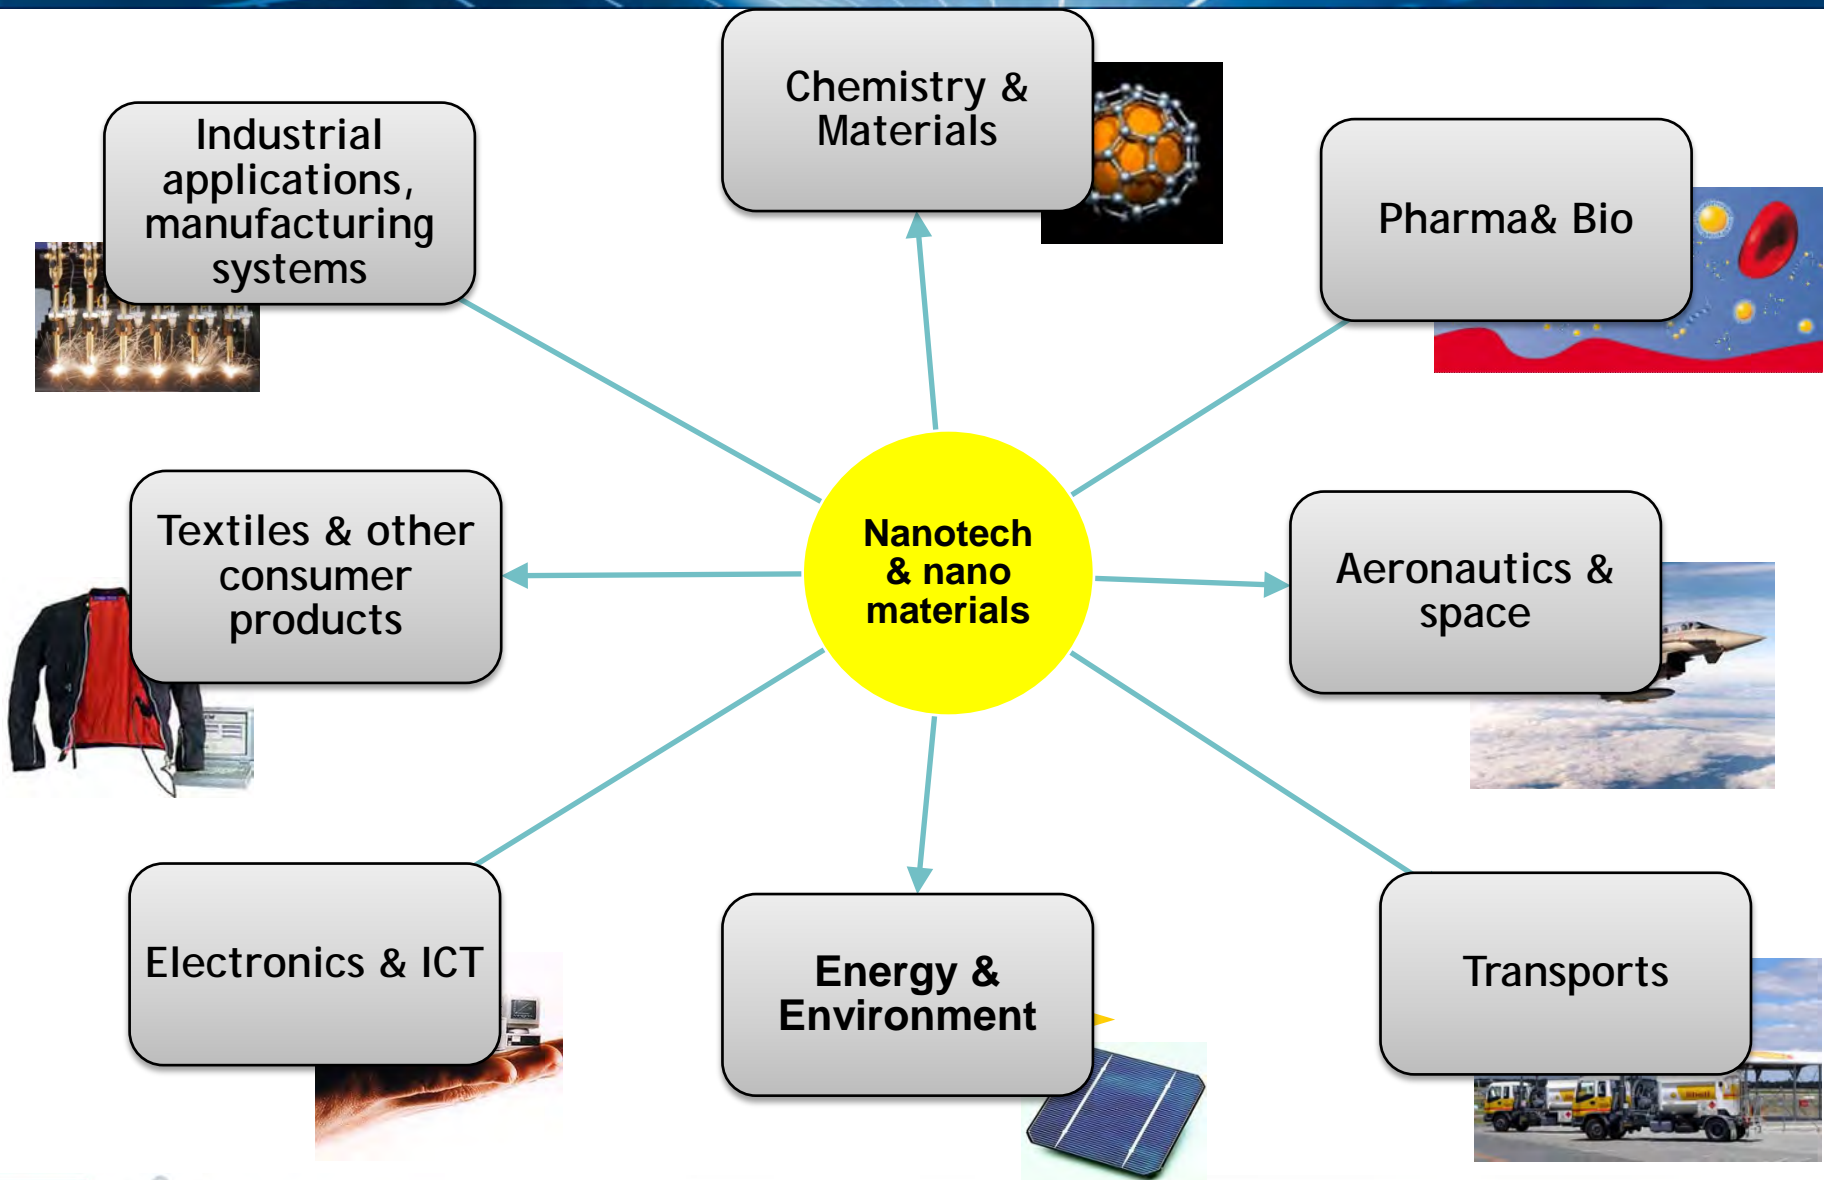 Chemistry &
Materials
Industrial
applications,
manufacturing
systems
Pharma& Bio
Textiles & other
consumer
products
Nanotech
& nano
materials
Aeronautics &
space
Electronics & ICT
Energy &
Environment
Transports